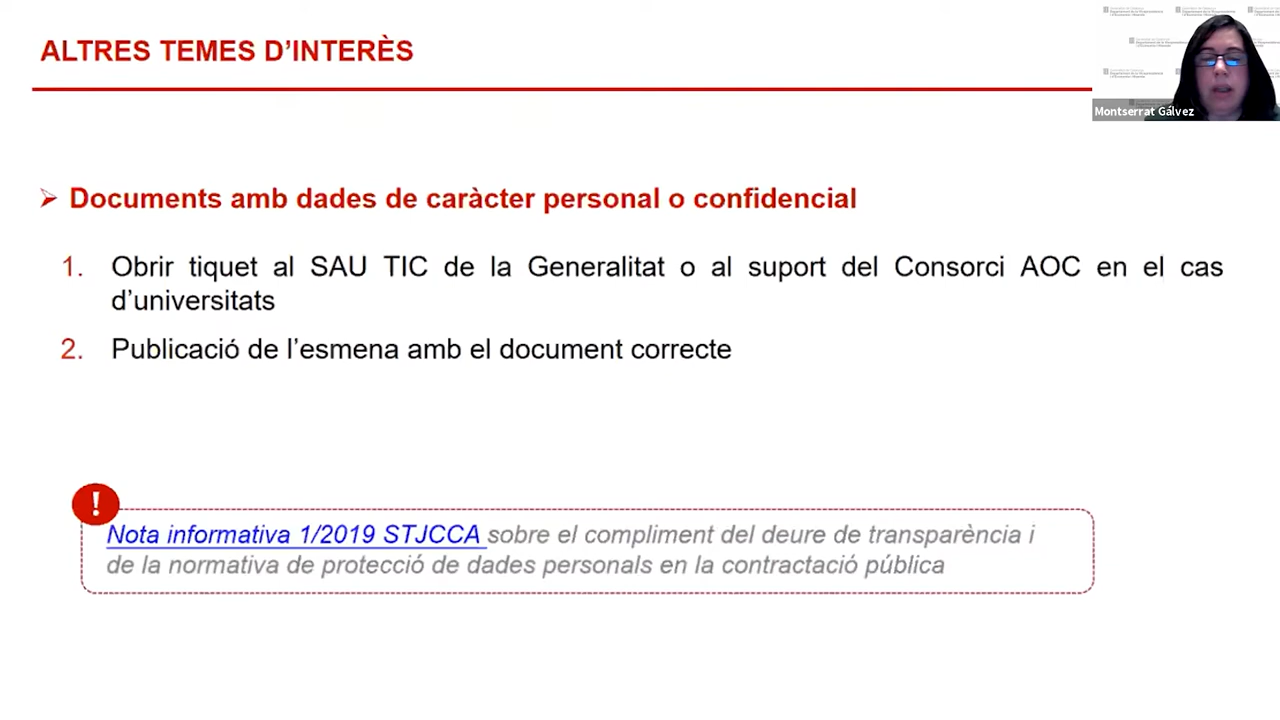 ALTRES TEMES D'INTERÈS
Montserrat Gálvez
Documents amb dades de caràcter personal o confidencial
1. Obrir tiquet al SAU TIC de la Generalitat o al suport del Consorci AOC en el cas
d'universitats
2. Publicació de l'esmena amb el document correcte
!
Nota informativa 1/2019 STJCCA sobre el compliment del deure de transparència i
de la normativa de protecció de dades personals en la contractació pública